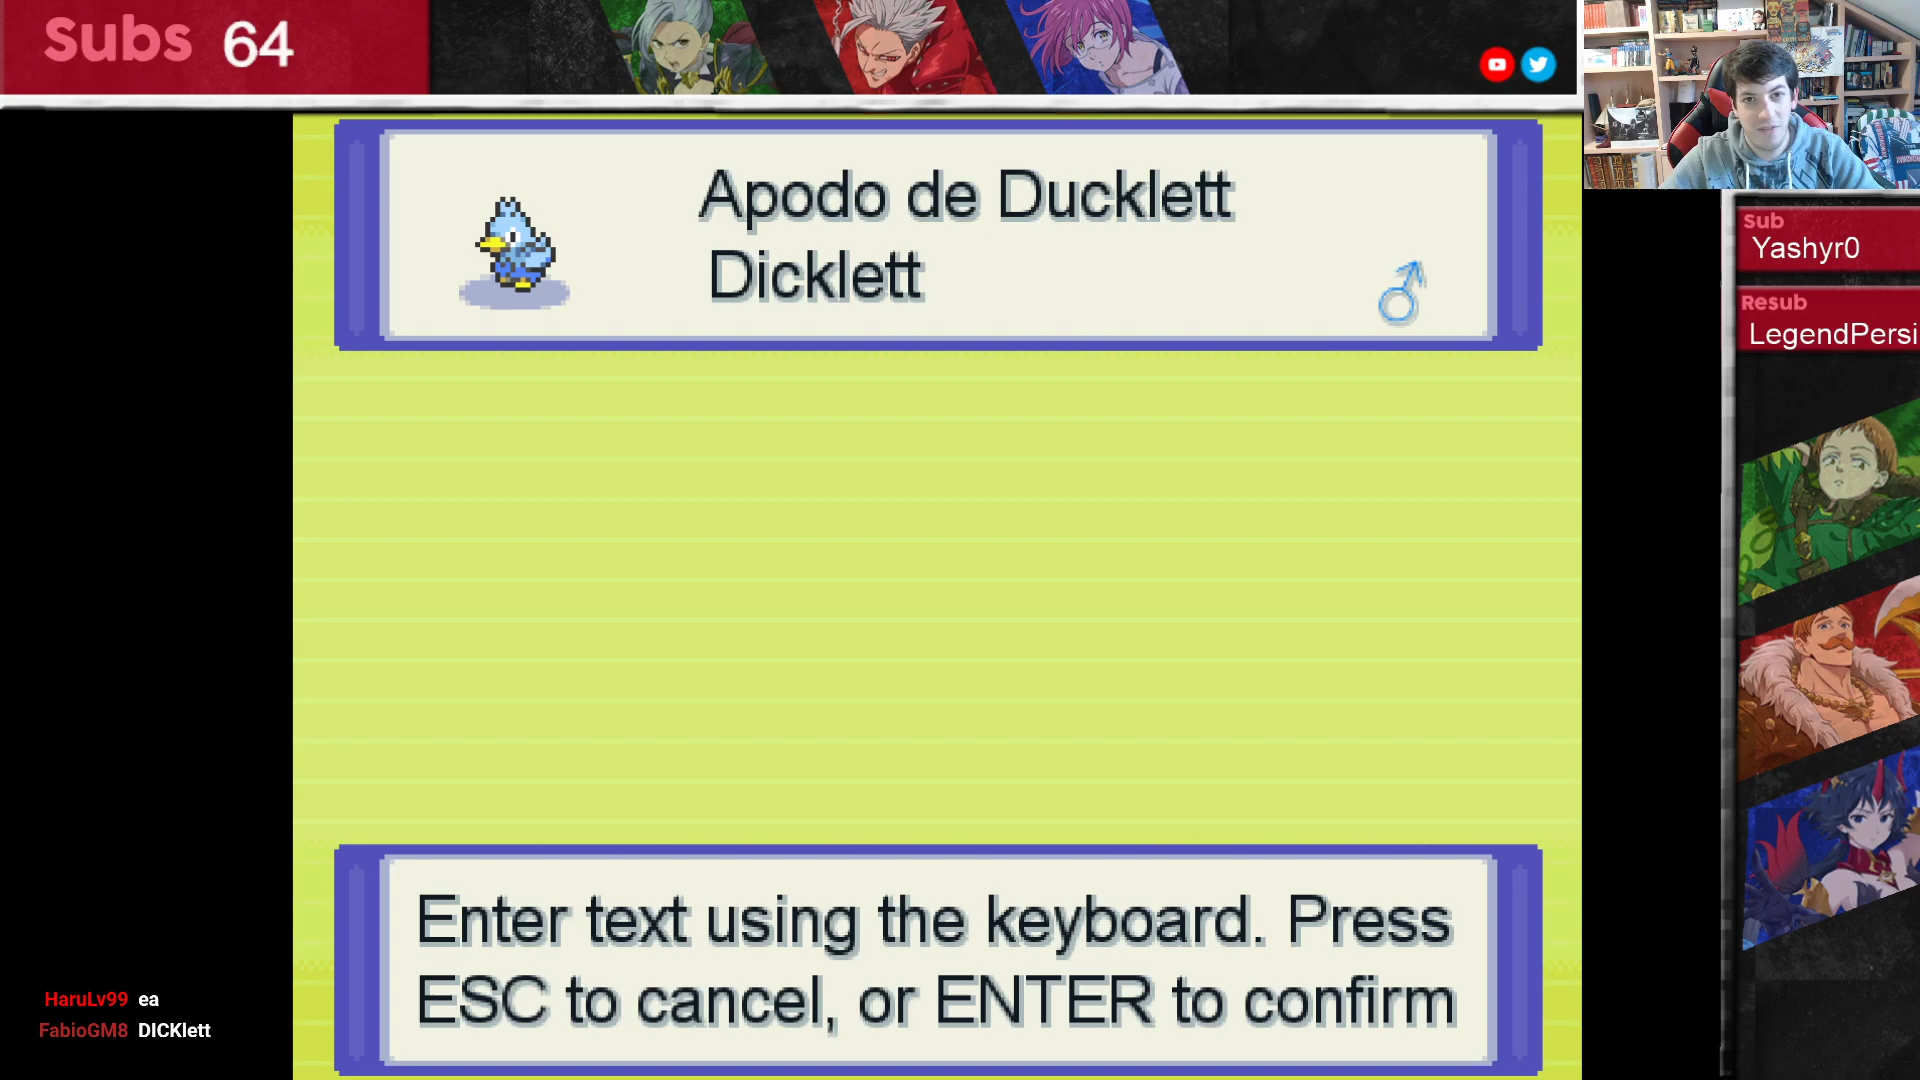 Subs 64
Apodo de Ducklett
Dicklett
Sub
Yashyr0
Resub
LegendPersi
Enter text using the keyboard. Press
ESC to cancel, or ENTER to confirm
HaruLv99 ea
FabioGM8 DICKlett